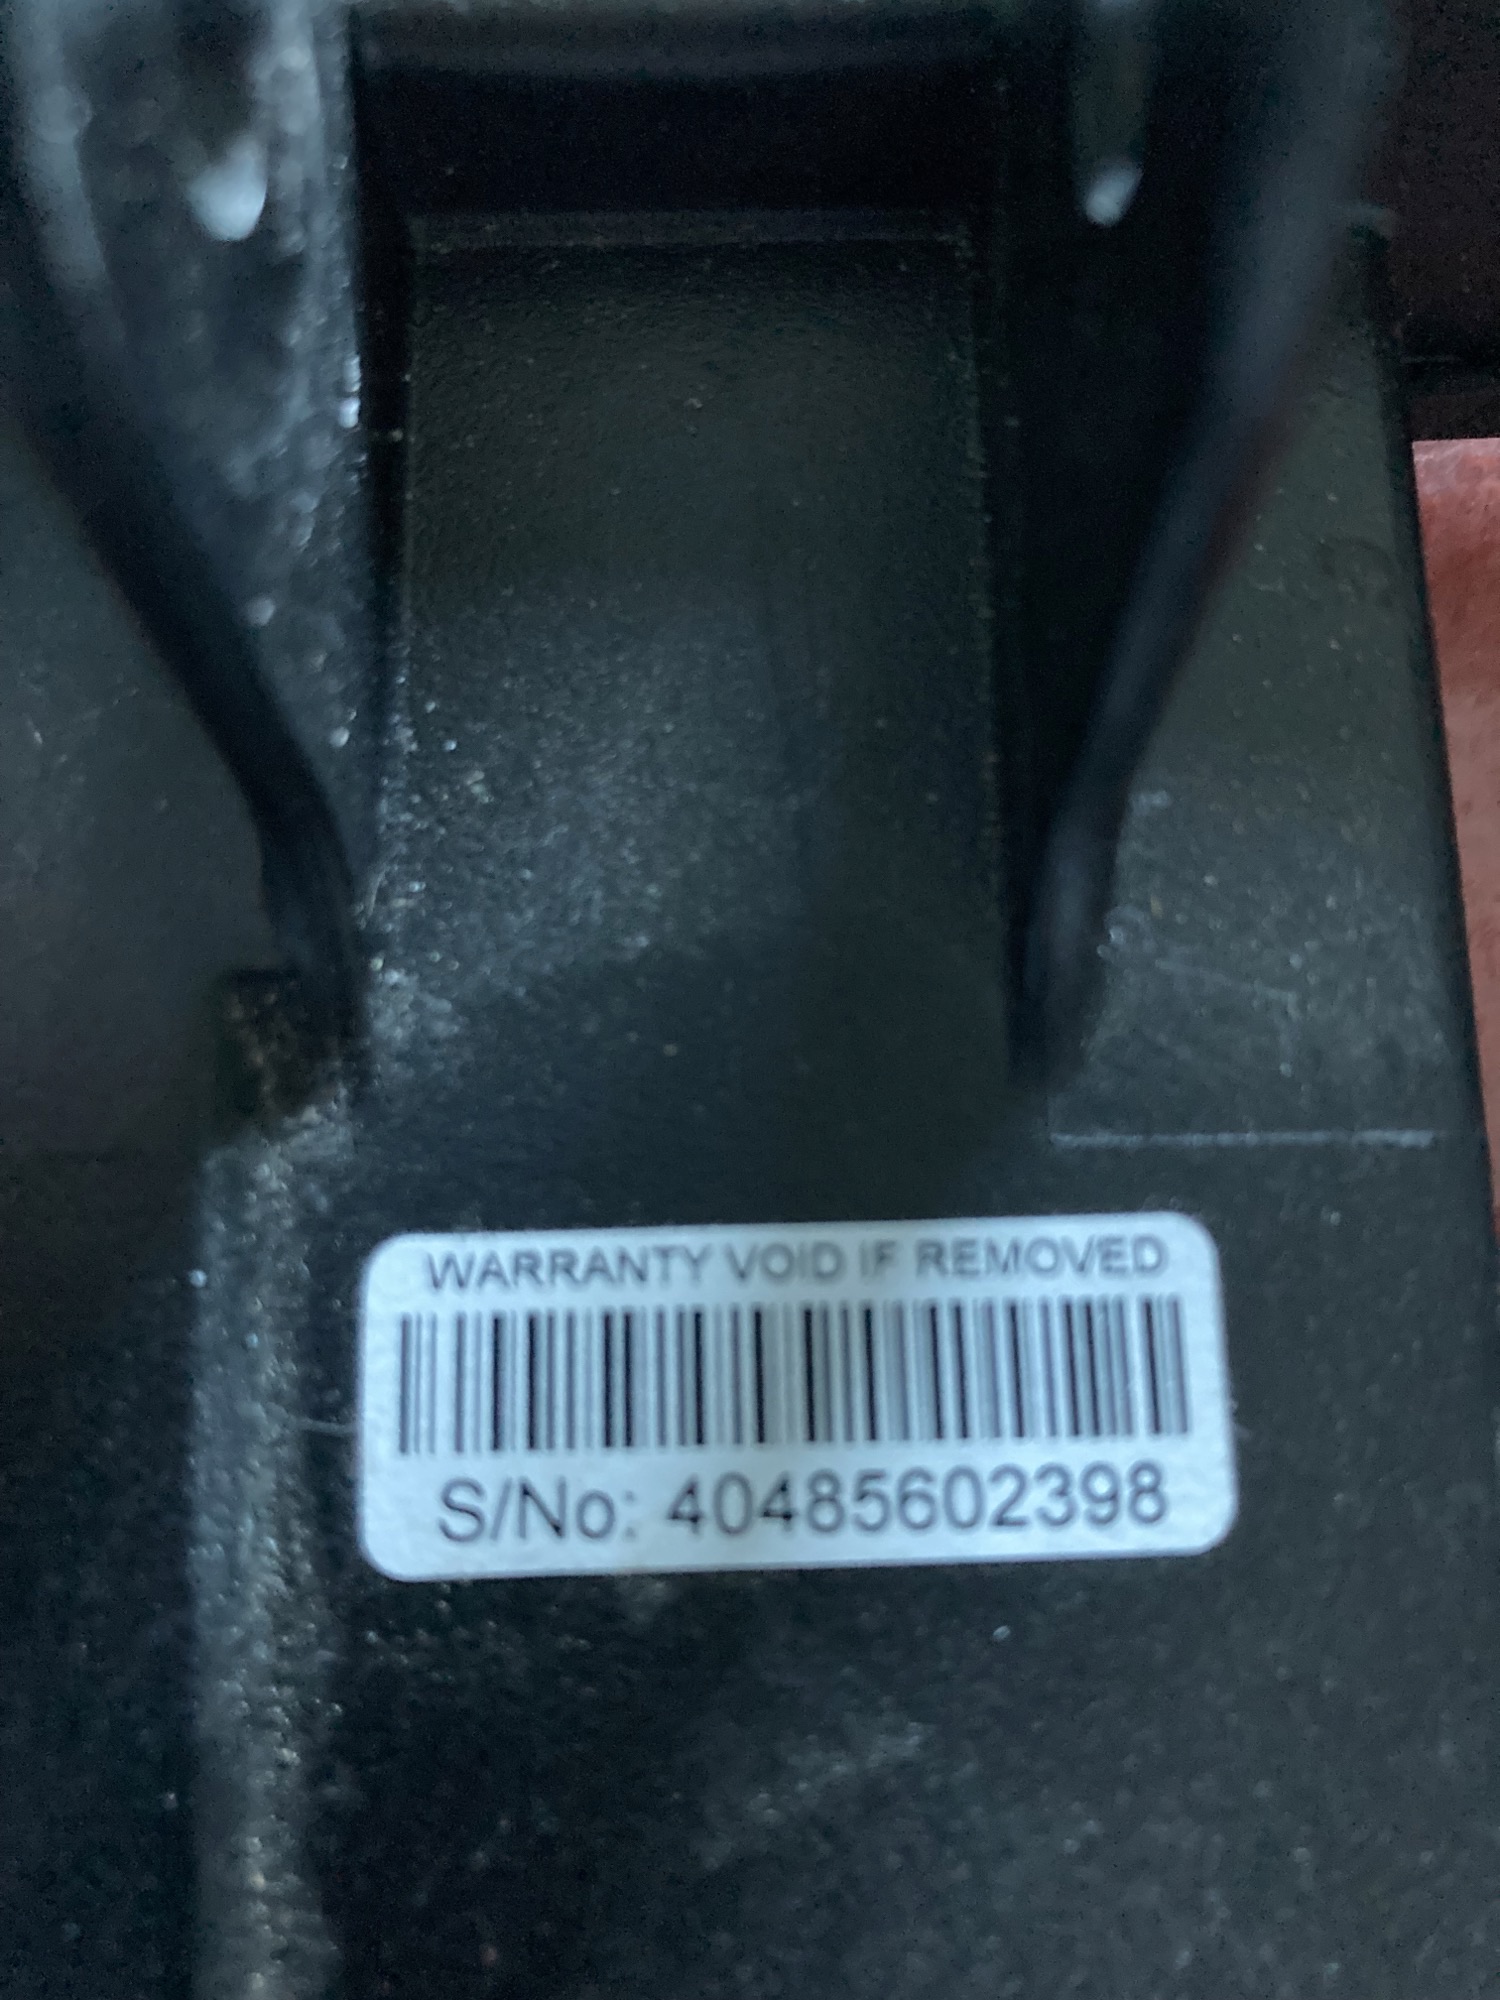 WARRANTY VOID IF REMOVED
S/No: 40485602398